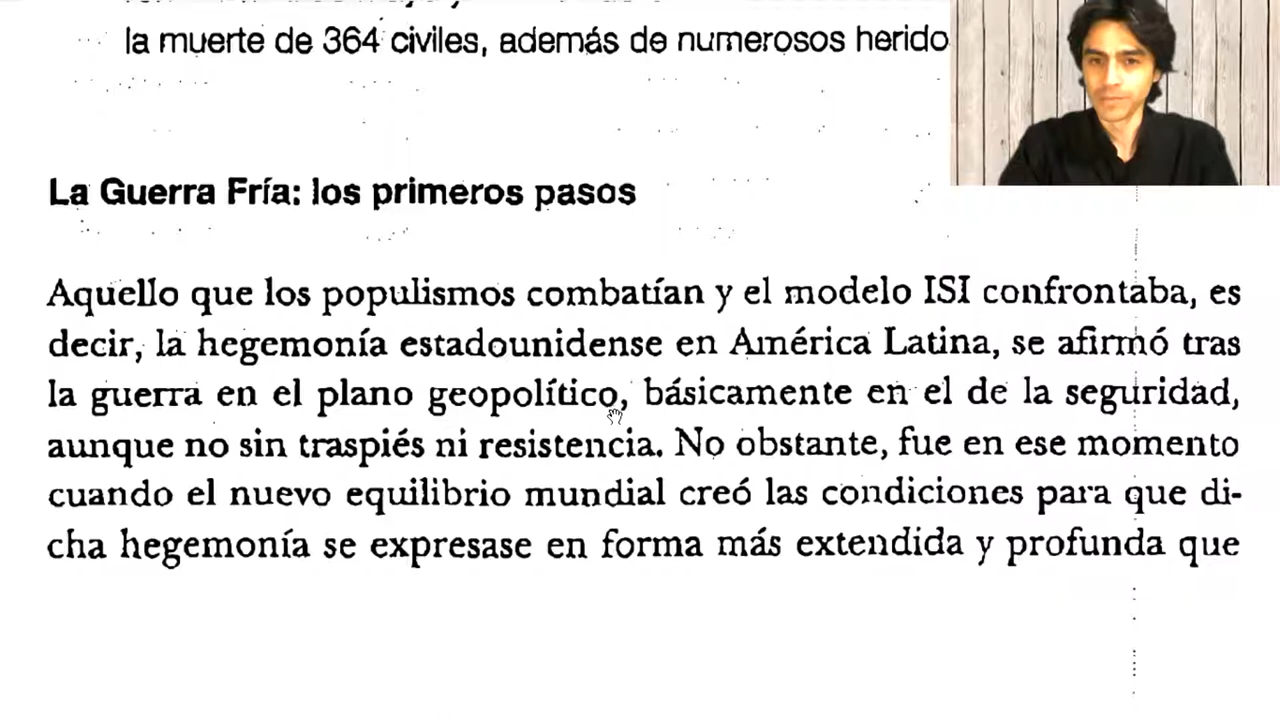 la muerte de 364 civiles, además de numerosos herido
La Guerra Fría: los primeros pasos
Aquello que los populismos combatían y el modelo ISI confrontaba, es
decir, la hegemonía estadounidense en América Latina, se afirmó tras
la guerra en el plano geopolítico, básicamente en el de la seguridad,
aunque no sin traspiés ni resistencia. No obstante, fue en ese momento
cuando el nuevo equilibrio mundial creó las condiciones para que di-
cha hegemonía se expresase en forma más extendida y profunda que